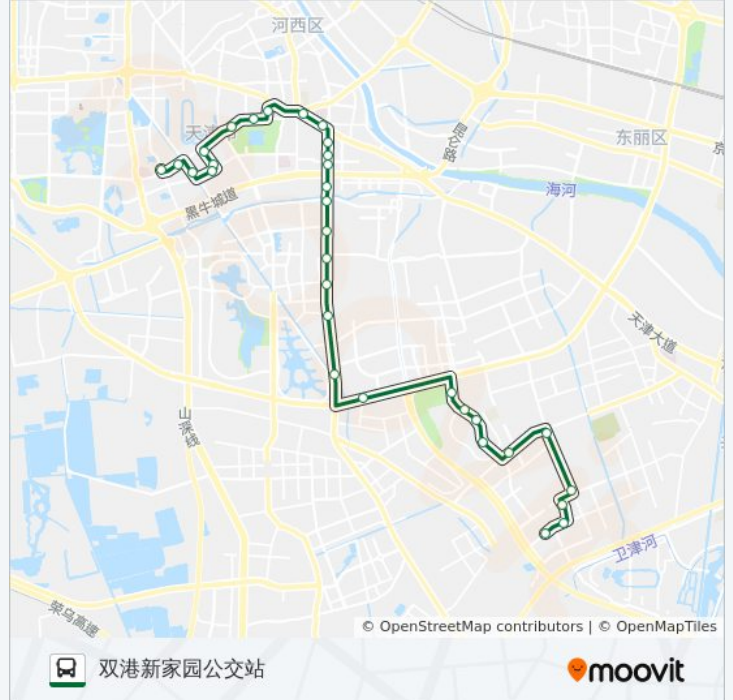 河西区
天津
昆仑路
东丽区
京
海河
黑牛城道
天津大道
山深线
卫津河
荣乌高速
© OpenStreetMap contributors | © OpenMapTiles
双港新家园公交站
moovit